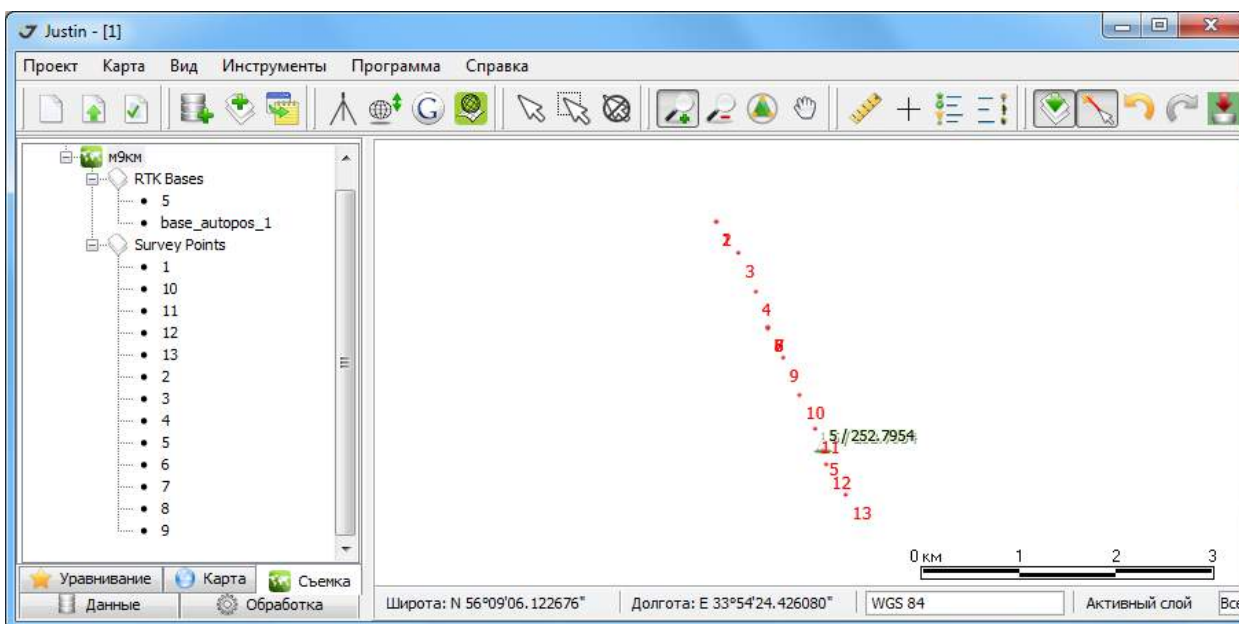 Justin - [1]
Проект Карта Вид Инструменты Программа Справка
м9км
RTK Bases
5
base_autopos_1
Survey Points
1
10
11
12
13
2
3
4
5
6
7
8
9
Уравнивание Карта Съемка
Данные Обработка
3
4
9
10
5 / 252.7954
11
5
12
13
0 км 1 2 3
Широта: N 56°09'06.122676" Долгота: E 33°54'24.426080" WGS 84 Активный слой Все